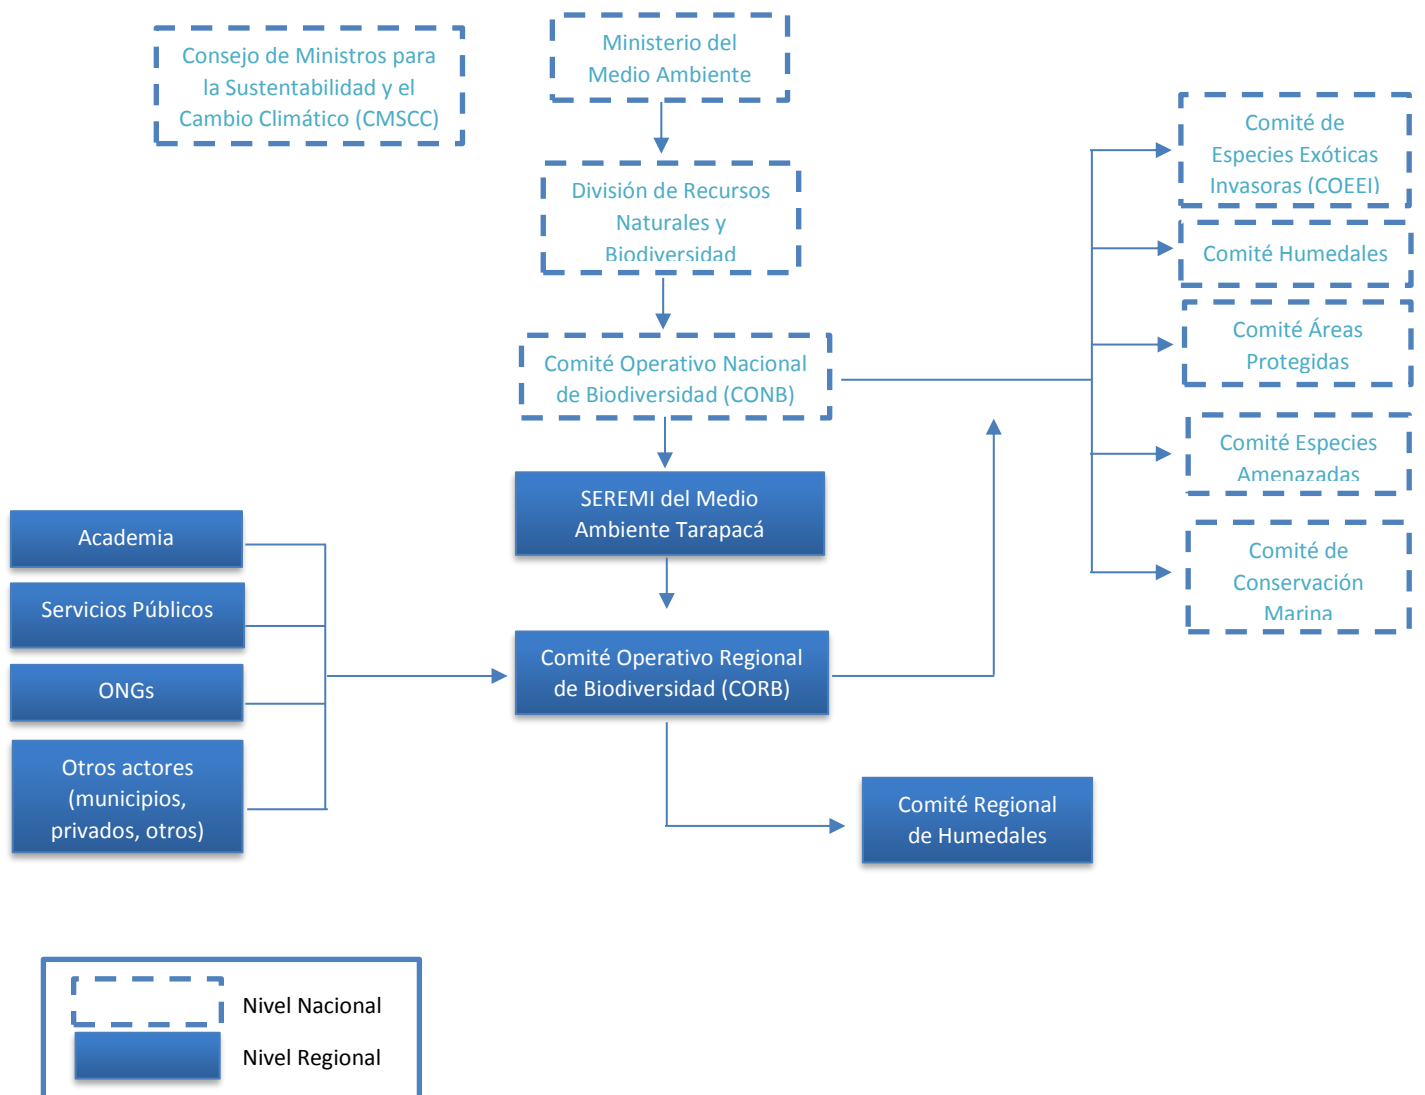 Consejo de Ministros para
la Sustentabilidad y el
Cambio Climático (CMSCC)
Ministerio del
Medio Ambiente
División de Recursos
Naturales y
Biodiversidad
Comité Operativo Nacional
de Biodiversidad (CONB)
Comité de
Especies Exóticas
Invasoras (COEEI)
Comité Humedales
Comité Áreas
Protegidas
Comité Especies
Amenazadas
Comité de
Conservación
Marina
SEREMI del Medio
Ambiente Tarapacá
Academia
Servicios Públicos
ONGs
Otros actores
(municipios,
privados, otros)
Comité Operativo Regional
de Biodiversidad (CORB)
Comité Regional
de Humedales
Nivel Nacional
Nivel Regional